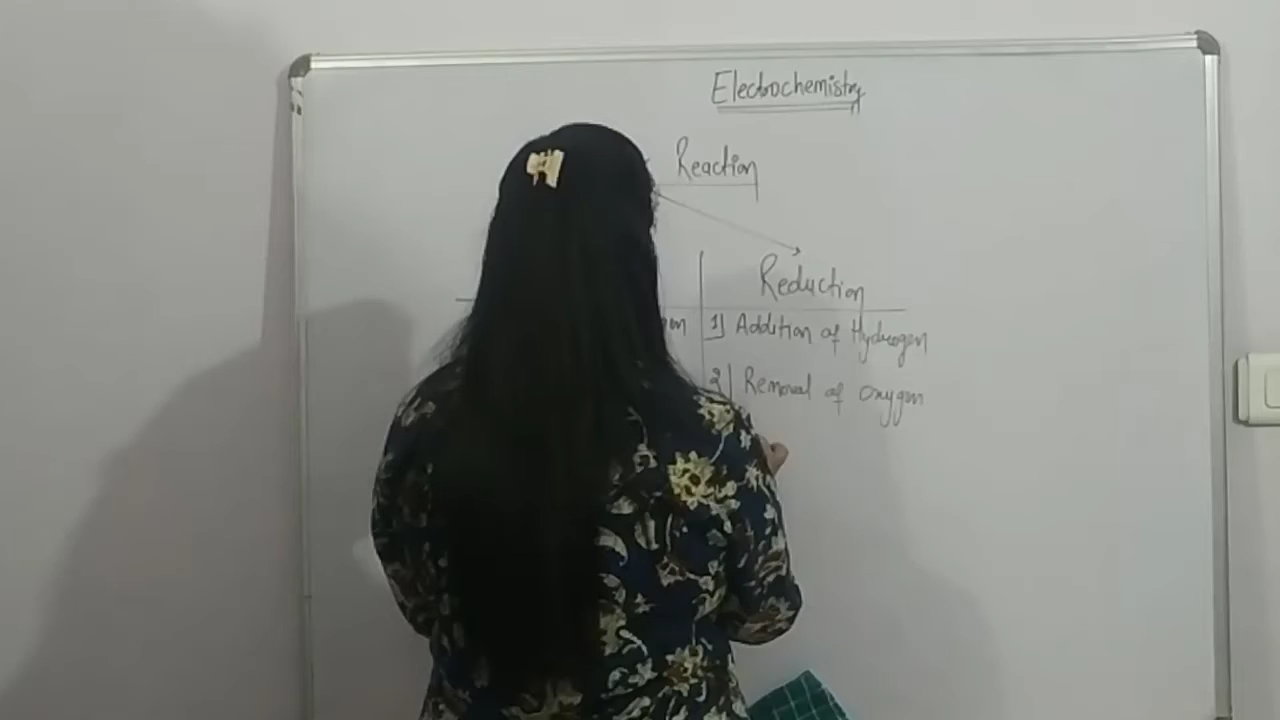 Electrochemistry
Reaction
Reduction
1) Addition of Hydrogen
2) Removal of Oxygen